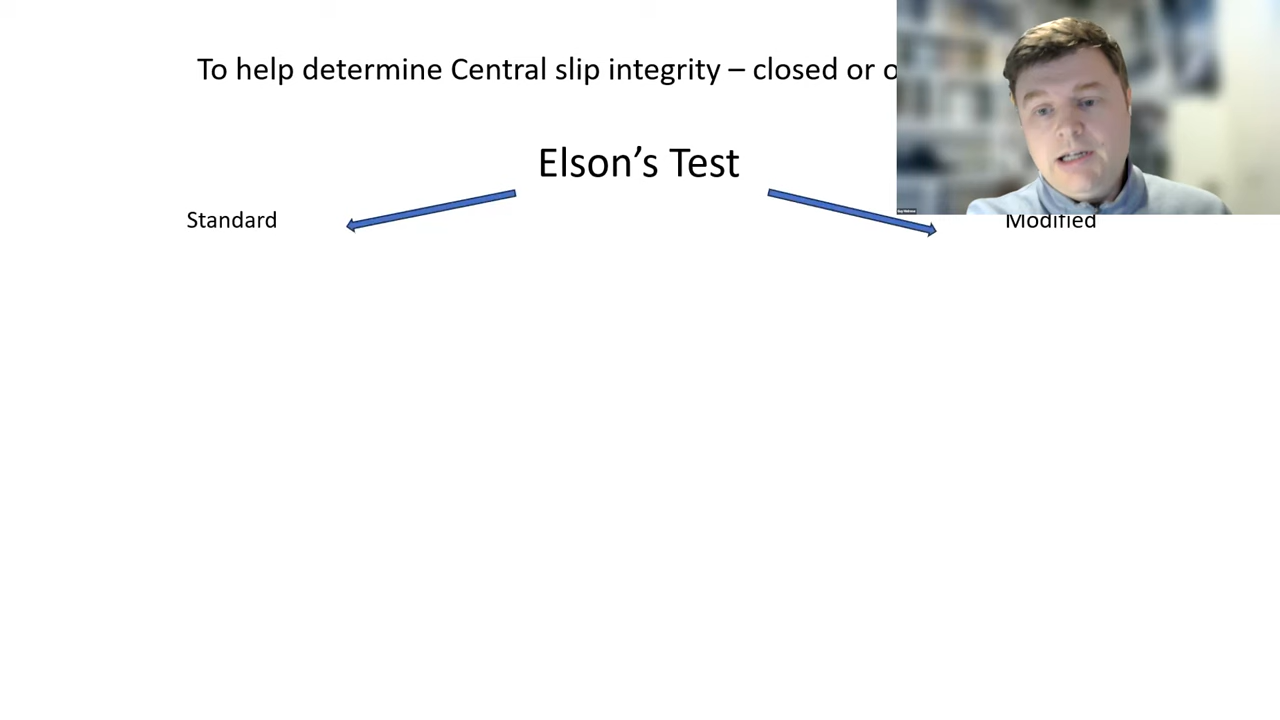 To help determine Central slip integrity – closed or
Elson’s Test
Standard
Modified